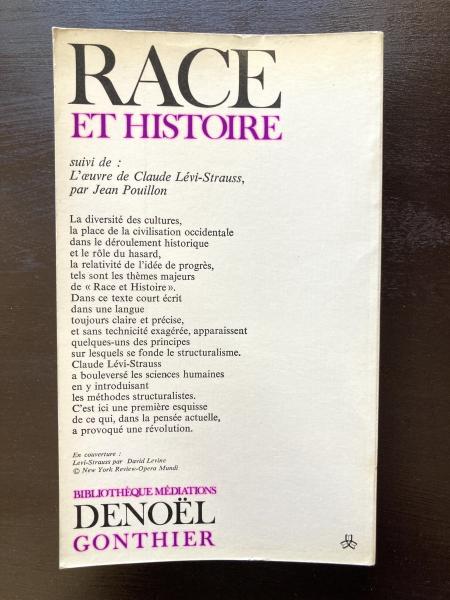 RACE
ET HISTOIRE
suivi de :
L'œuvre de Claude Lévi-Strauss,
par Jean Pouillon
La diversité des cultures,
la place de la civilisation occidentale
dans le déroulement historique
et le rôle du hasard,
la relativité de l'idée de progrès,
tels sont les thèmes majeurs
de « Race et Histoire ».
Dans ce texte court écrit
dans une langue
toujours claire et précise,
et sans technicité exagérée, apparaissent
quelques-uns des principes
sur lesquels se fonde le structuralisme.
Claude Lévi-Strauss
a bouleversé les sciences humaines
en y introduisant
les méthodes structuralistes.
C'est ici une première esquisse
de ce qui, dans la pensée actuelle,
a provoqué une révolution.
En couverture :
Levi-Strauss par David Levine
© New York Review-Opera Mundi
BIBLIOTHÈQUE MÉDIATIONS
DENOËL
GONTHIER